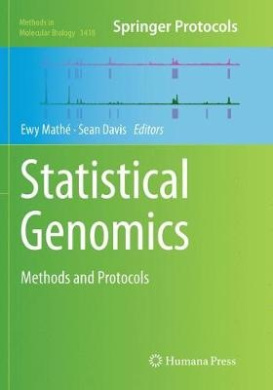 Methods in
Molecular Biology 1418
Springer Protocols
Ewy Mathé · Sean Davis Editors
Statistical
Genomics
Methods and Protocols
Humana Press